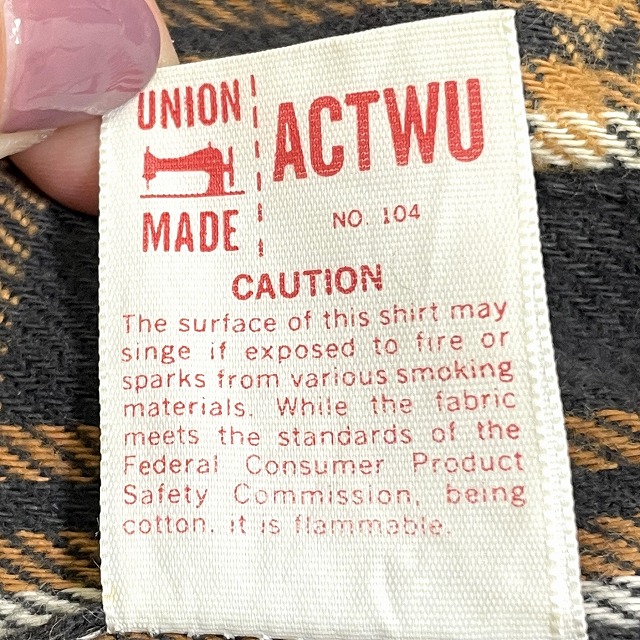 UNION
MADE
ACTWU
NO. 104
CAUTION
The surface of this shirt may
singe if exposed to fire or
sparks from various smoking
materials. While the fabric
meets the standards of the
Federal Consumer Product
Safety Commission, being
cotton, it is flammable.